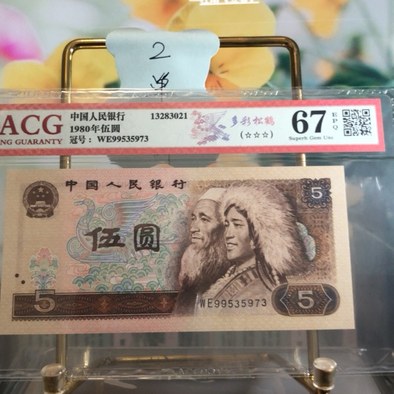 2
ACG
NG GUARANTY
中国人民银行 13283021
1980年伍圆
冠号: WE99535973
多彩松鹤
(☆☆☆)
67 EPQ
Superb Gem Unc
中国人民银行
5
伍圆
WE99535973
5
5